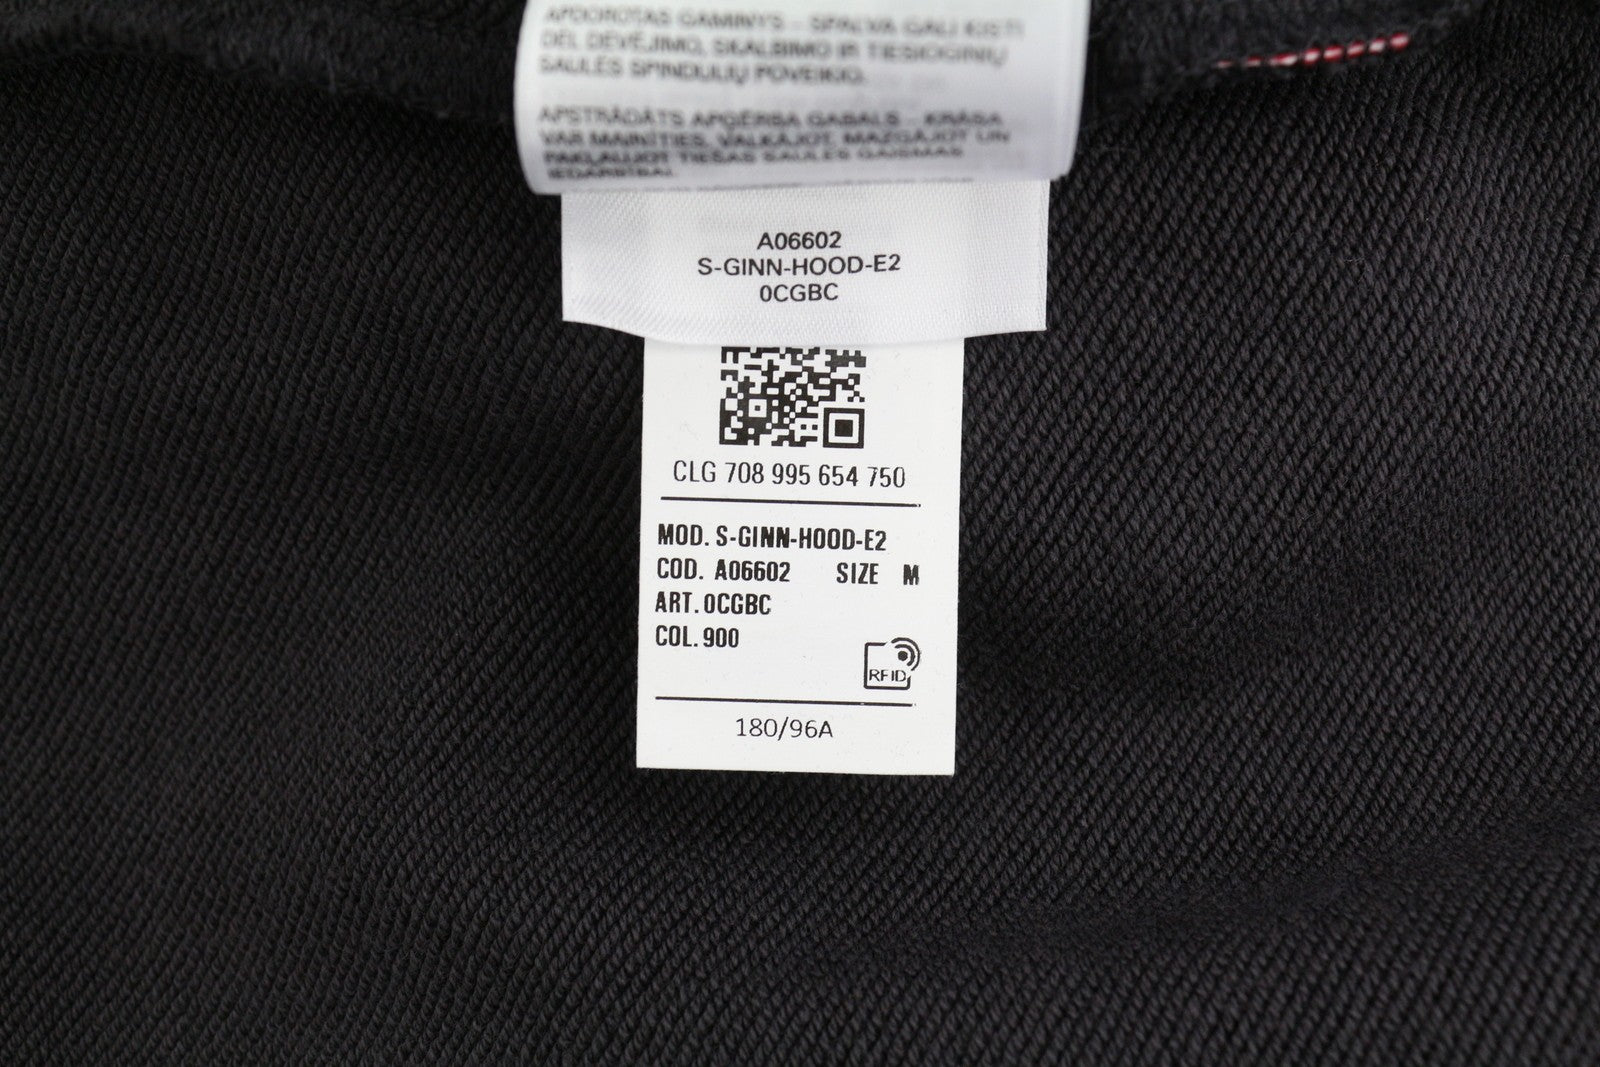 APDOROTAS GAMINYS – SPALVA GALI KISTI
DĖL DĖVĖJIMO, SKALBIMO IR TIESIOGINIŲ
SAULĖS SPINDULIŲ POVEIKIO.
APSTRĀDĀTS APĢĒRBA GABALS – KRĀSA
VAR MAINĪTIES, VALKĀJOT, MAZGĀJOT UN
PAKĻAUJOT TIEŠAS SAULES GAISMAS
IEDARBĪBAI.
A06602
S-GINN-HOOD-E2
0CGBC
CLG 708 995 654 750
MOD. S-GINN-HOOD-E2
COD. A06602 SIZE M
ART. 0CGBC
COL. 900
RFID
180/96A